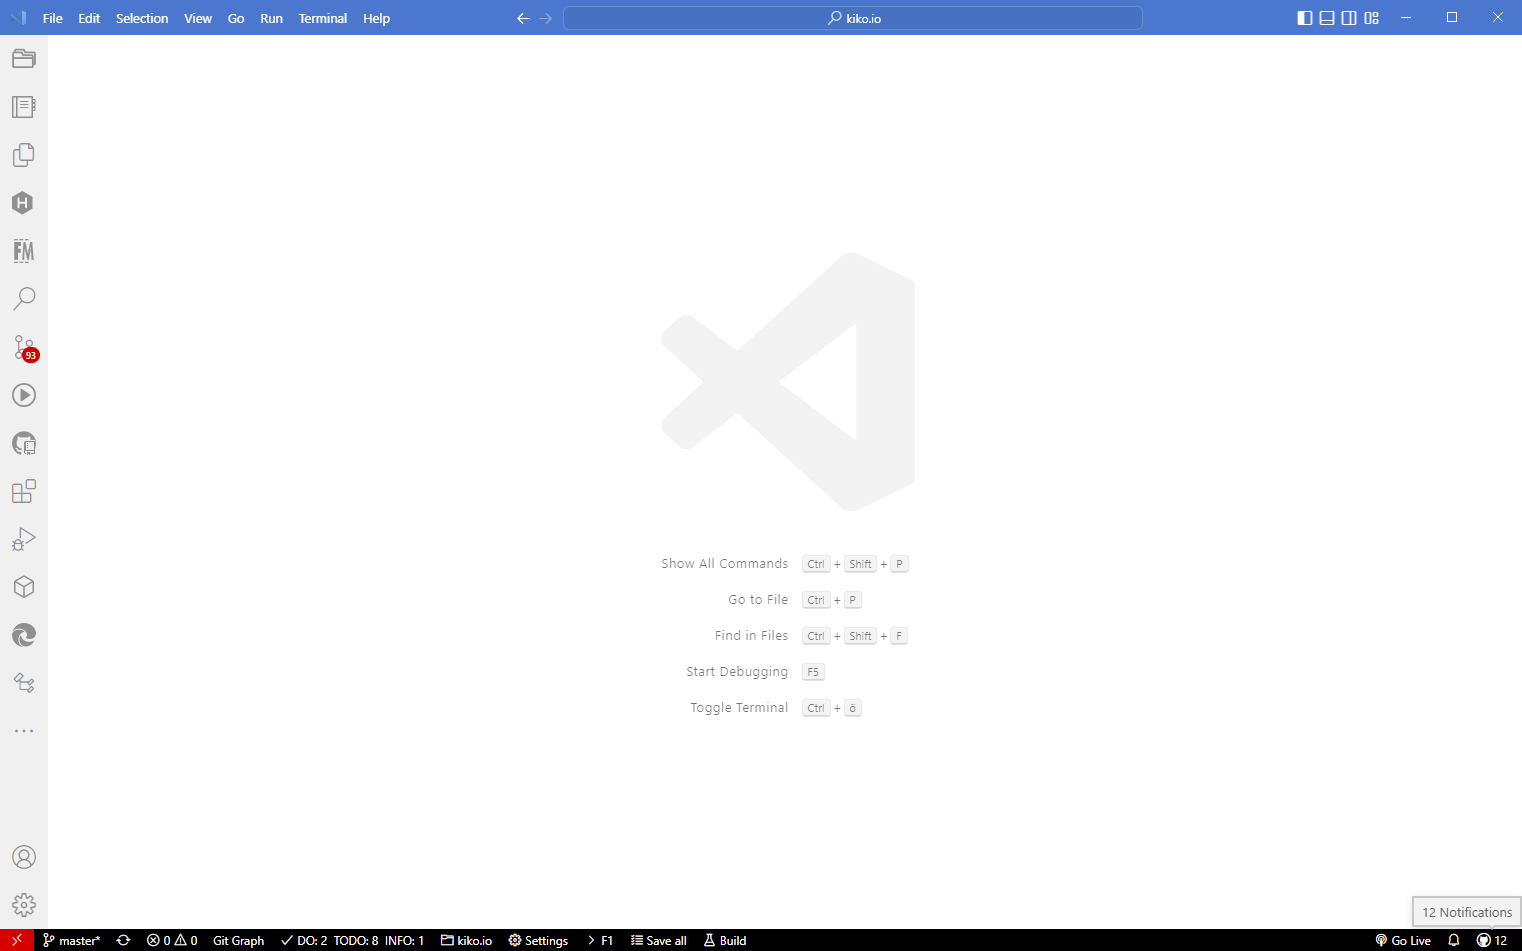 File Edit Selection View Go Run Terminal Help kiko.io
H
FM
93
Show All Commands Ctrl + Shift + P
Go to File Ctrl + P
Find in Files Ctrl + Shift + F
Start Debugging F5
Toggle Terminal Ctrl + ö
12 Notifications
master* 0 0 Git Graph DO: 2 TODO: 8 INFO: 1 kiko.io Settings F1 Save all Build Go Live 12